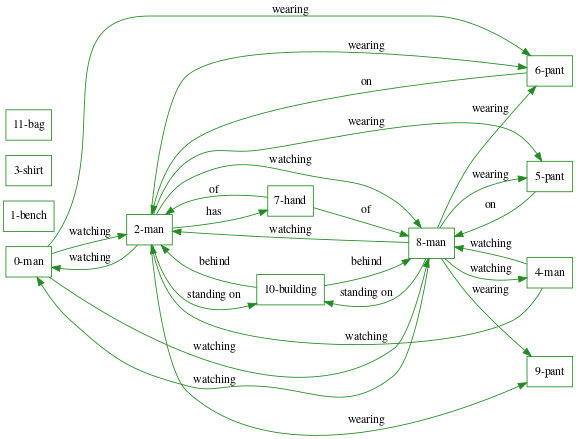 wearing
wearing
6-pant
on
11-bag
wearing
wearing
watching
3-shirt
wearing
5-pant
of
7-hand
on
1-bench
has
of
watching
2-man
watching
8-man
watching
0-man
watching
behind
behind
watching
4-man
10-building
standing on
standing on
wearing
watching
watching
9-pant
watching
wearing